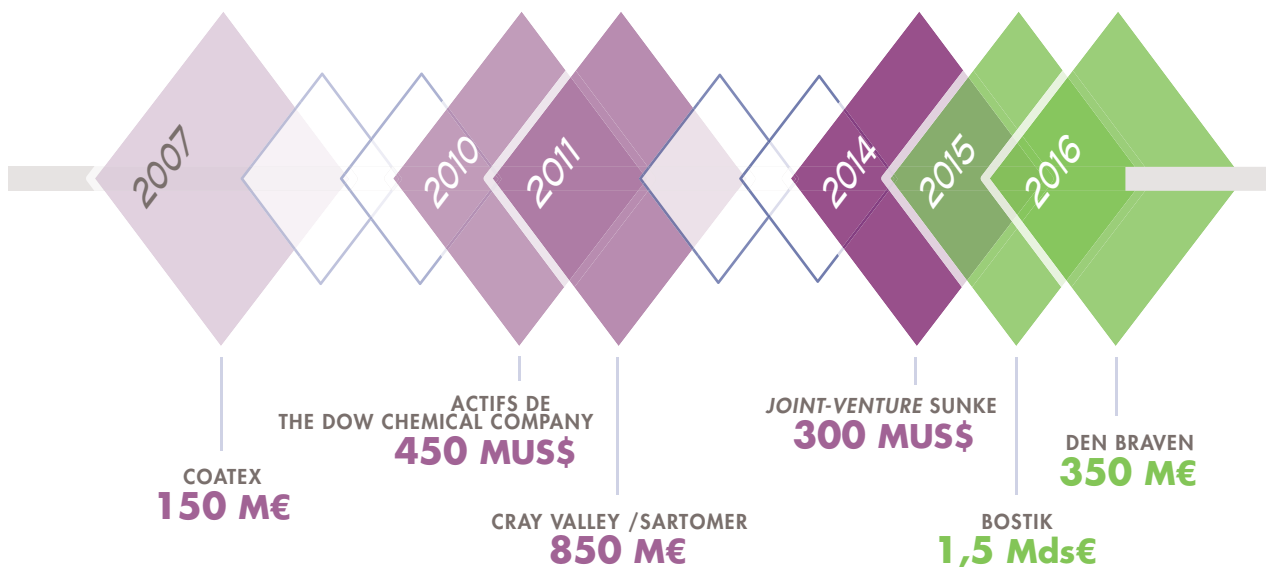 2007
2010
2011
2014
2015
2016
COATEX
150 M€
ACTIFS DE
THE DOW CHEMICAL COMPANY
450 MUS$
CRAY VALLEY /SARTOMER
850 M€
JOINT-VENTURE SUNKE
300 MUS$
BOSTIK
1,5 Mds€
DEN BRAVEN
350 M€